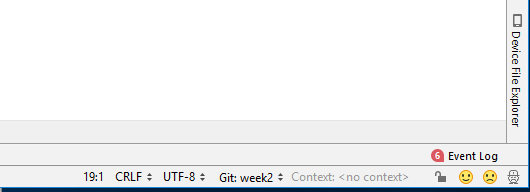 Device File Explorer
6 Event Log
19:1 CRLF UTF-8 Git: week2 Context: <no context>